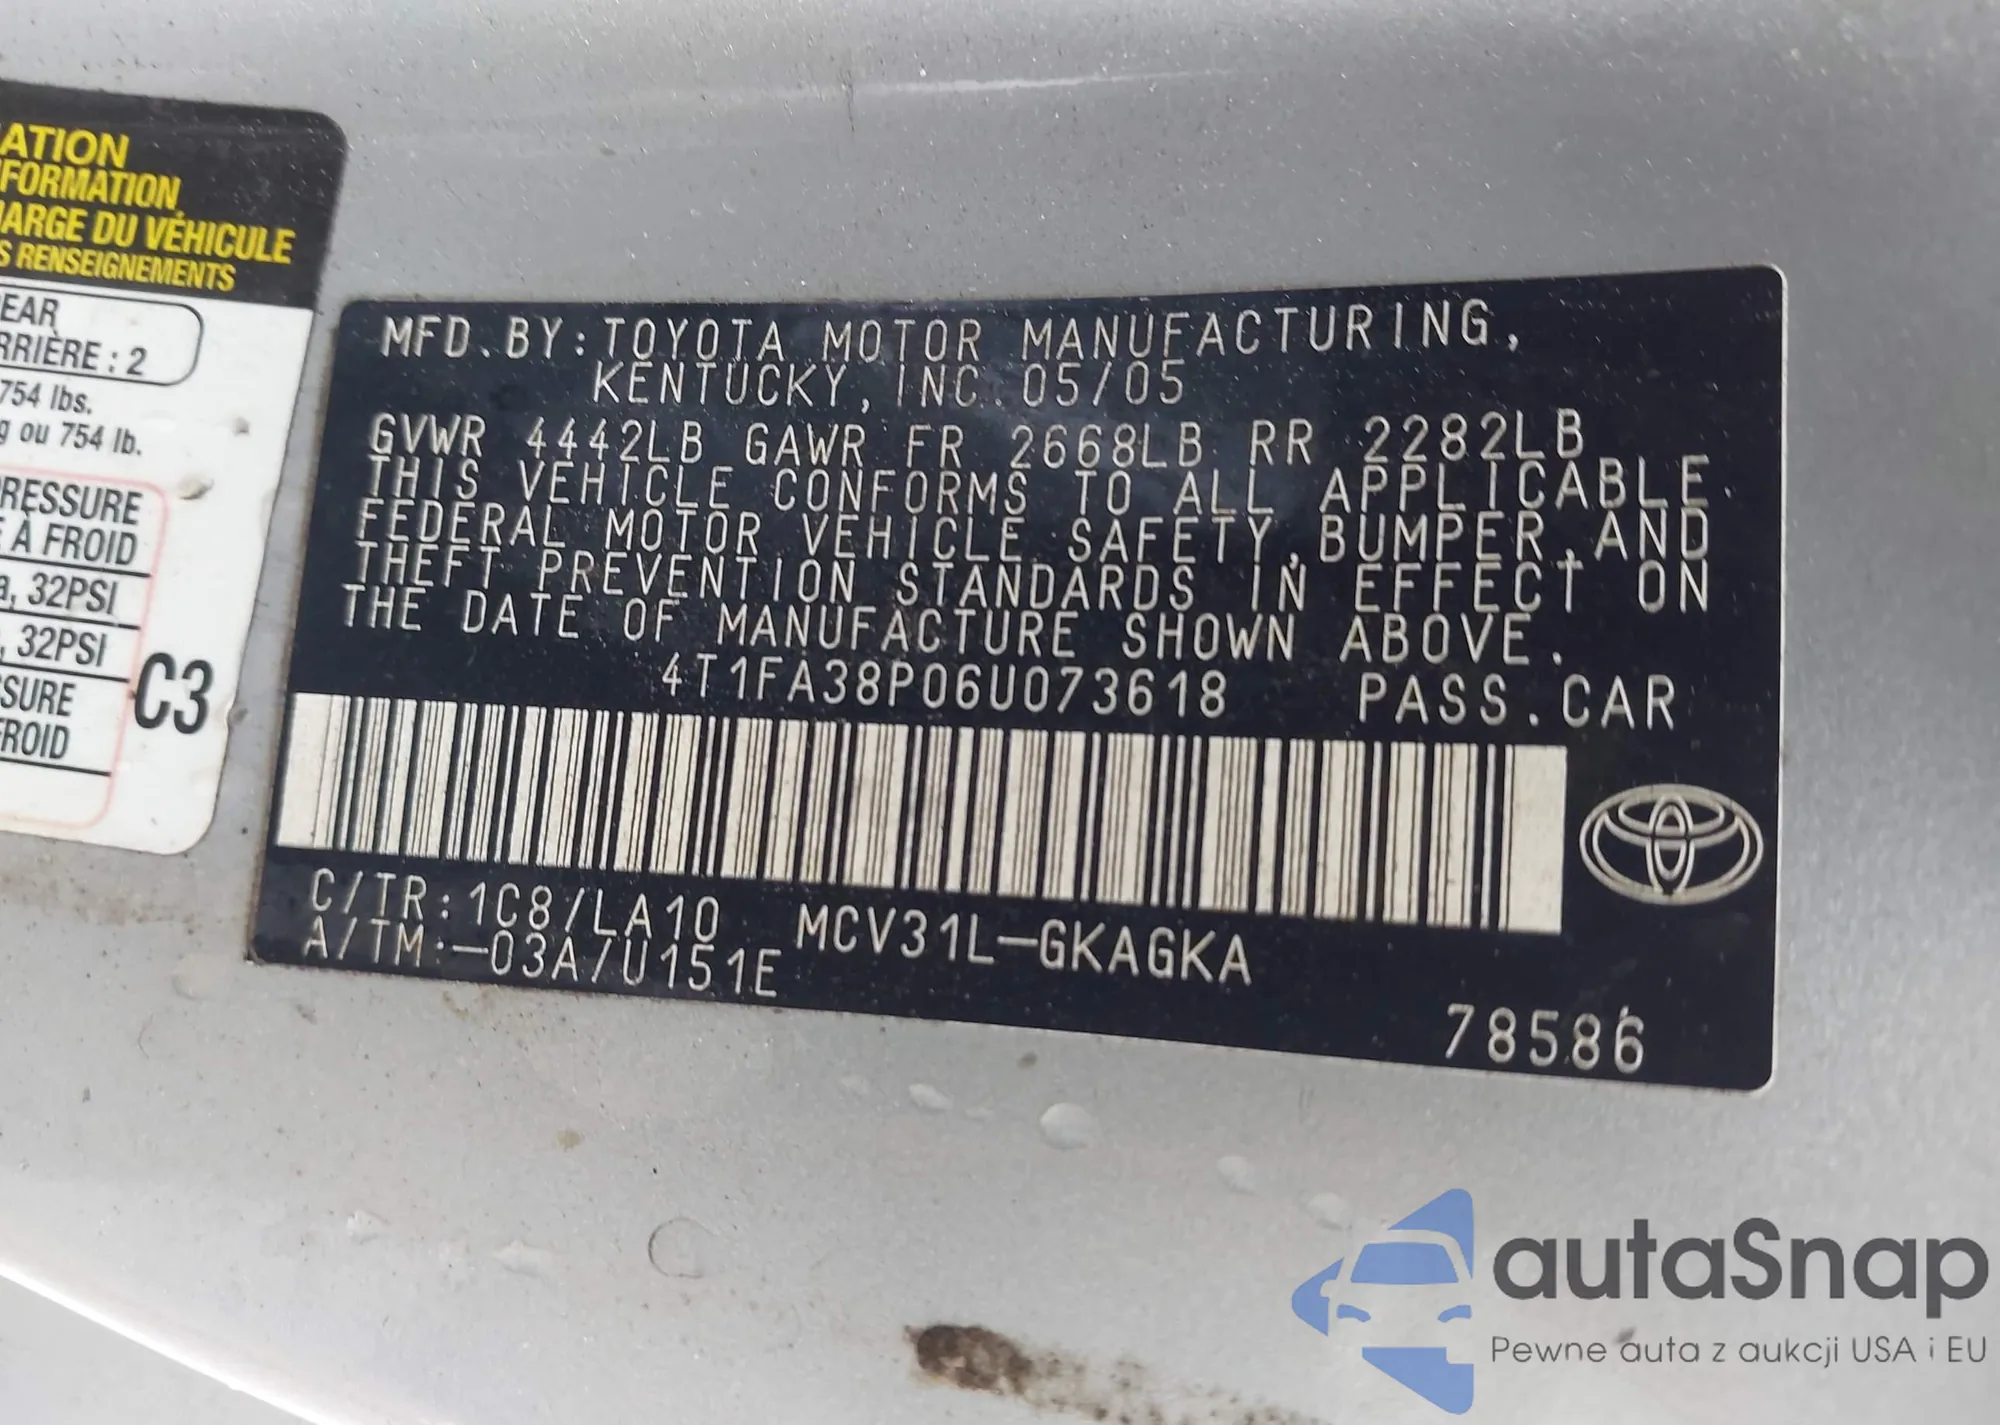 ATION
FORMATION
ARGE DU VÉHICULE
S RENSEIGNEMENTS
EAR
RRIÈRE : 2
754 lbs.
g ou 754 lb.
PRESSURE
À FROID
a, 32PSI
, 32PSI
SSURE
FROID
C3
MFD. BY: TOYOTA MOTOR MANUFACTURING,
KENTUCKY, INC. 05/05
GVWR 4442LB GAWR FR 2668LB RR 2282LB
THIS VEHICLE CONFORMS TO ALL APPLICABLE
FEDERAL MOTOR VEHICLE SAFETY, BUMPER, AND
THEFT PREVENTION STANDARDS IN EFFECT ON
THE DATE OF MANUFACTURE SHOWN ABOVE.
4T1FA38P06U073618 PASS. CAR
C/TR: 1C8/LA10 MCV31L-GKAGKA
A/TM:-03A/U151E
78586
autaSnap
Pewne auta z aukcji USA i EU